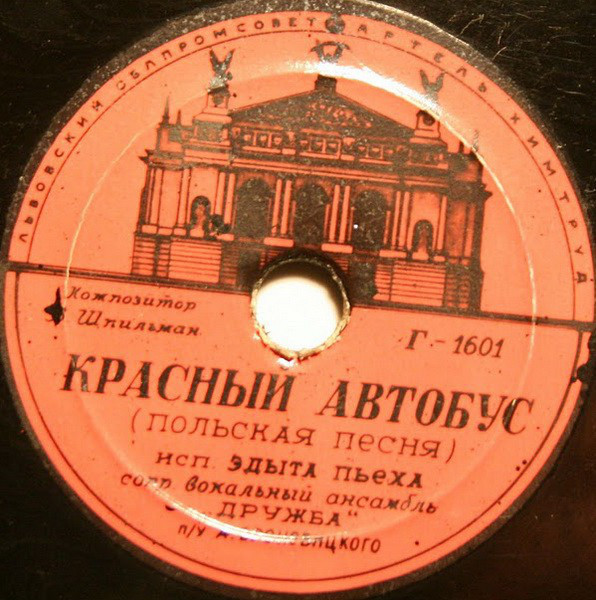 ЛЬВОВСКИЙ ОБЛПРОМСОВЕТ АРТЕЛЬ ХИМТРУД
Композитор
Шпильман
Г-1601
КРАСНЫЙ АВТОБУС
(ПОЛЬСКАЯ ПЕСНЯ)
исп. ЭДЫТА ПЬЕХА
сопр вокальный ансамбль
ДРУЖБА"
п/у А.